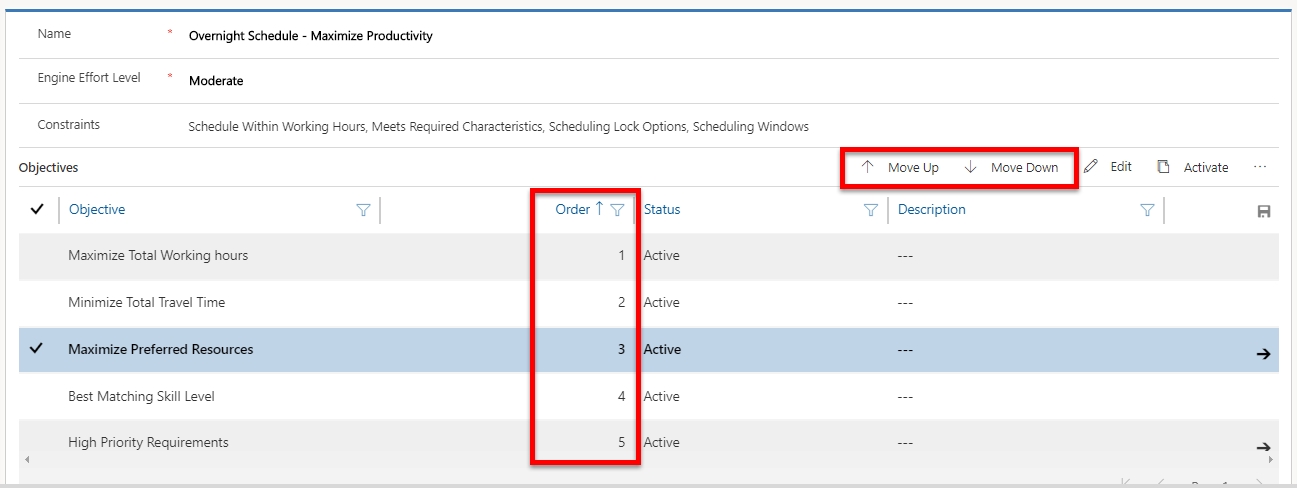 Name * Overnight Schedule - Maximize Productivity
Engine Effort Level * Moderate
Constraints Schedule Within Working Hours, Meets Required Characteristics, Scheduling Lock Options, Scheduling Windows
Objectives Move Up Move Down Edit Activate ...
Objective Order Status Description
Maximize Total Working hours 1 Active ---
Minimize Total Travel Time 2 Active ---
Maximize Preferred Resources 3 Active ---
Best Matching Skill Level 4 Active ---
High Priority Requirements 5 Active ---